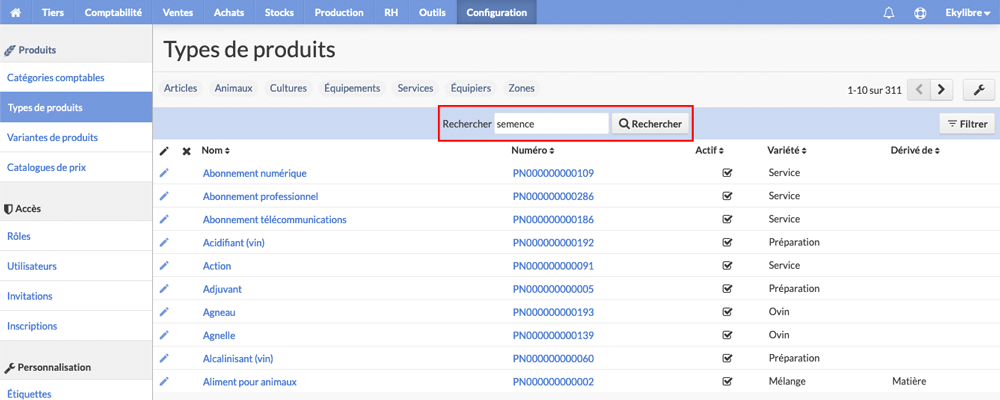 Tiers Comptabilité Ventes Achats Stocks Production RH Outils Configuration Ekylibre
Produits
Catégories comptables
Types de produits
Variantes de produits
Catalogues de prix
Accès
Rôles
Utilisateurs
Invitations
Inscriptions
Personnalisation
Étiquettes
Types de produits
Articles Animaux Cultures Équipements Services Équipiers Zones 1-10 sur 311
Rechercher semence Rechercher Filtrer
Nom Numéro Actif Variété Dérivé de
Abonnement numérique PN000000000109 Service
Abonnement professionnel PN000000000286 Service
Abonnement télécommunications PN000000000186 Service
Acidifiant (vin) PN000000000192 Préparation
Action PN000000000091 Service
Adjuvant PN000000000005 Préparation
Agneau PN000000000193 Ovin
Agnelle PN000000000139 Ovin
Alcalinisant (vin) PN000000000060 Préparation
Aliment pour animaux PN000000000002 Mélange Matière